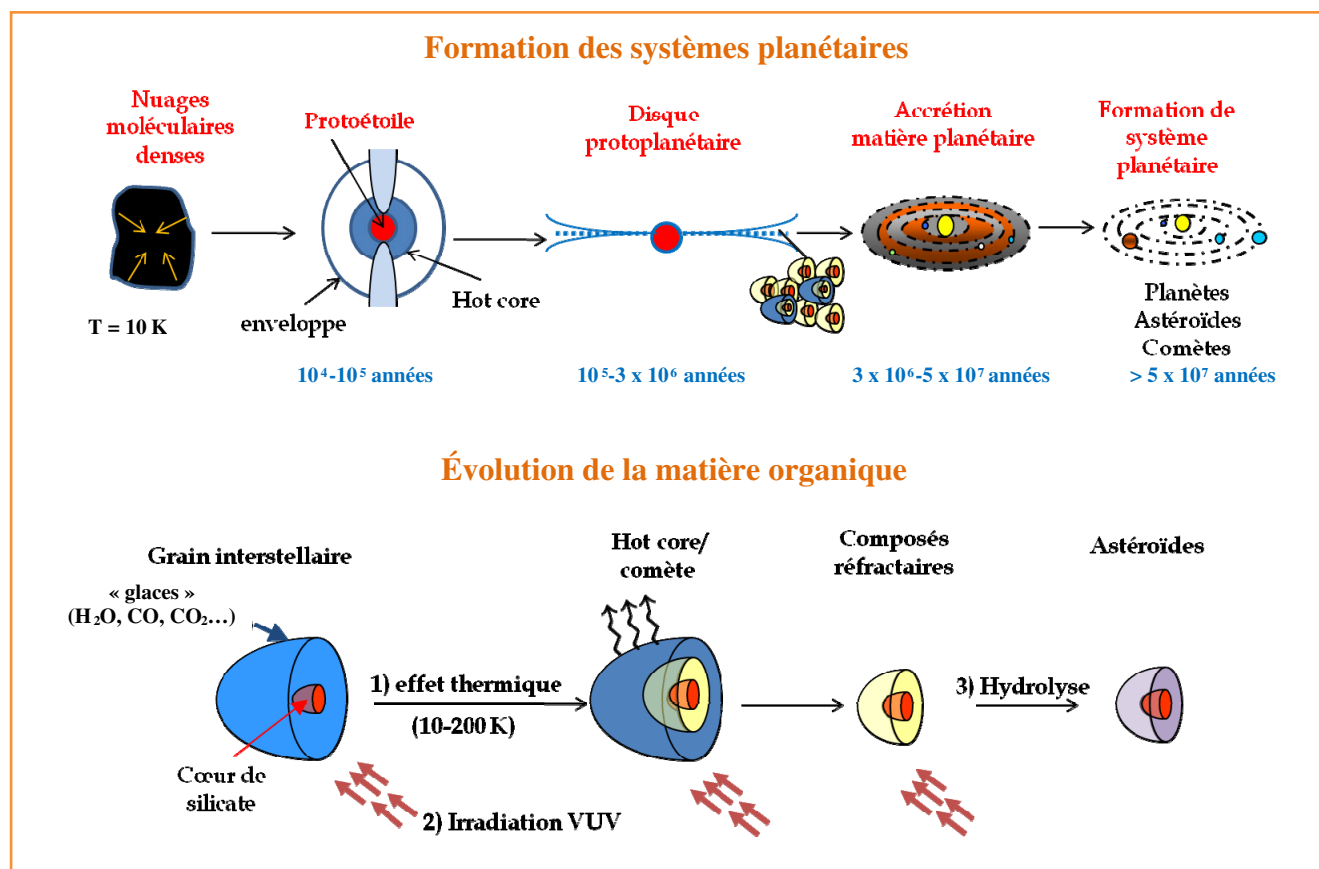 Formation des systèmes planétaires
Nuages
moléculaires
denses
Protoétoile
Disque
protoplanétaire
Accrétion
matière planétaire
Formation de
système
planétaire
T = 10 K
enveloppe
Hot core
Planètes
Astéroïdes
Comètes
10⁴-10⁵ années
10⁵-3 x 10⁶ années
3 x 10⁶-5 x 10⁷ années
> 5 x 10⁷ années
Évolution de la matière organique
Grain interstellaire
Hot core/
comète
Composés
réfractaires
Astéroïdes
« glaces »
(H₂O, CO, CO₂…)
1) effet thermique
(10-200 K)
3) Hydrolyse
Cœur de
silicate
2) Irradiation VUV